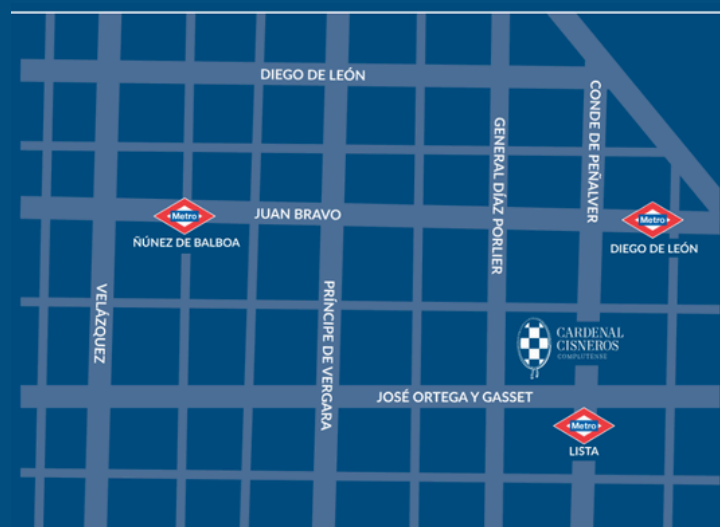 DIEGO DE LEÓN
CONDE DE PEÑALVER
GENERAL DÍAZ PORLIER
Metro
ÑÚNEZ DE BALBOA
JUAN BRAVO
Metro
DIEGO DE LEÓN
VELÁZQUEZ
PRÍNCIPE DE VERGARA
CARDENAL
CISNEROS
COMPLUTENSE
JOSÉ ORTEGA Y GASSET
Metro
LISTA